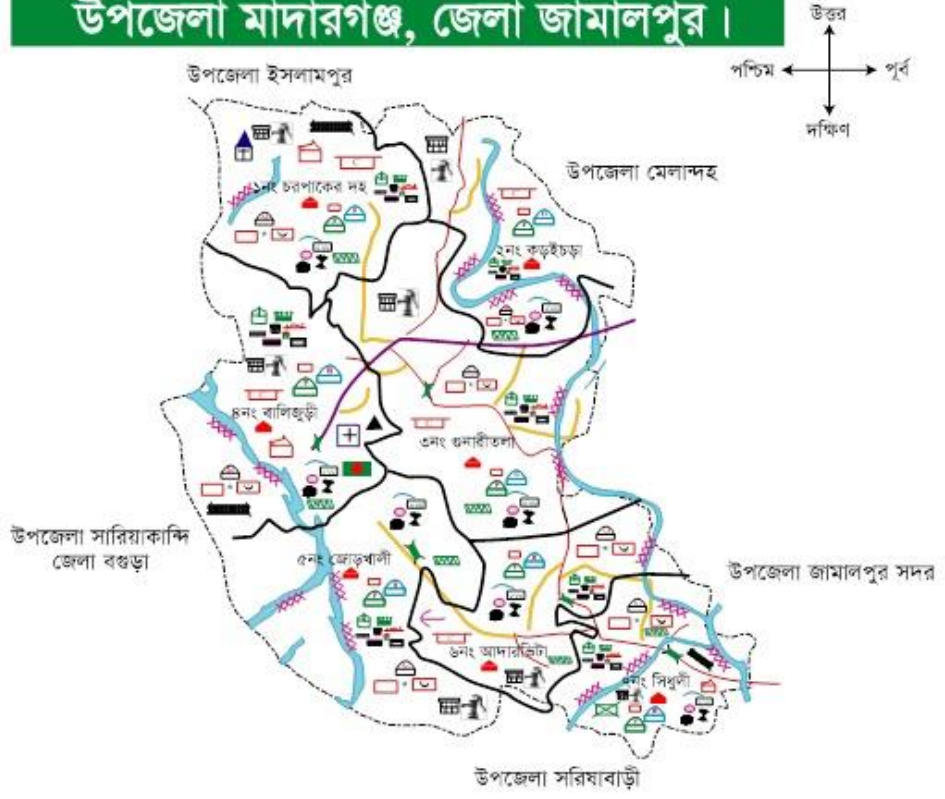 উপজেলা মাদারগঞ্জ, জেলা জামালপুর।
উত্তর
পশ্চিম
পূর্ব
দক্ষিণ
উপজেলা ইসলামপুর
উপজেলা মেলান্দহ
১নং চরপাকের দহ
২নং কড়ইচড়া
৪নং বালিজুড়ী
৩নং গুনারীতলা
উপজেলা সারিয়াকান্দি
জেলা বগুড়া
৫নং জোড়খালী
উপজেলা জামালপুর সদর
৬নং আদারভিটা
৭নং সিধুলী
উপজেলা সরিষাবাড়ী